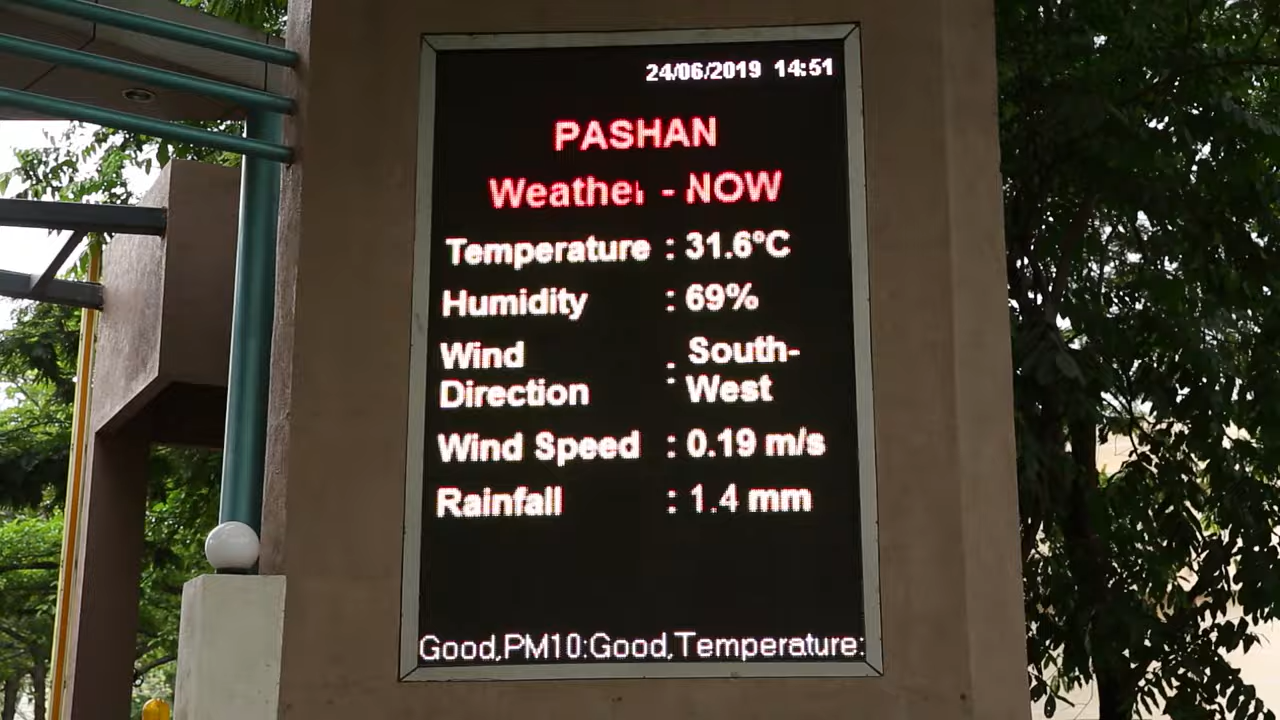 24/06/2019 14:51
PASHAN
Weather - NOW
Temperature : 31.6°C
Humidity : 69%
Wind Direction : South-West
Wind Speed : 0.19 m/s
Rainfall : 1.4 mm
Good,PM10:Good,Temperature: